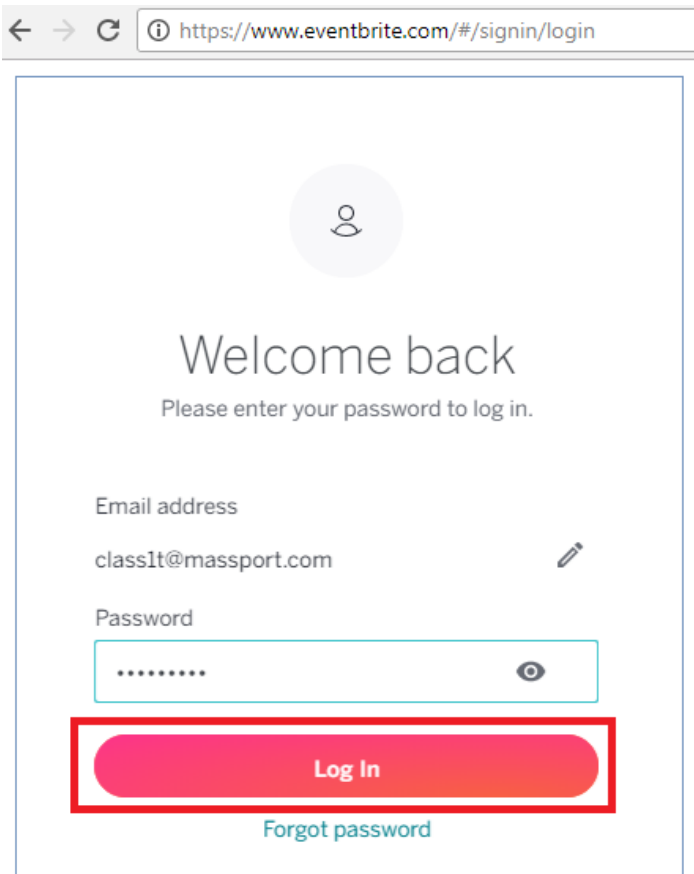 https://www.eventbrite.com/#/signin/login
Welcome back
Please enter your password to log in.
Email address
class1t@massport.com
Password
•••••••••
Log In
Forgot password